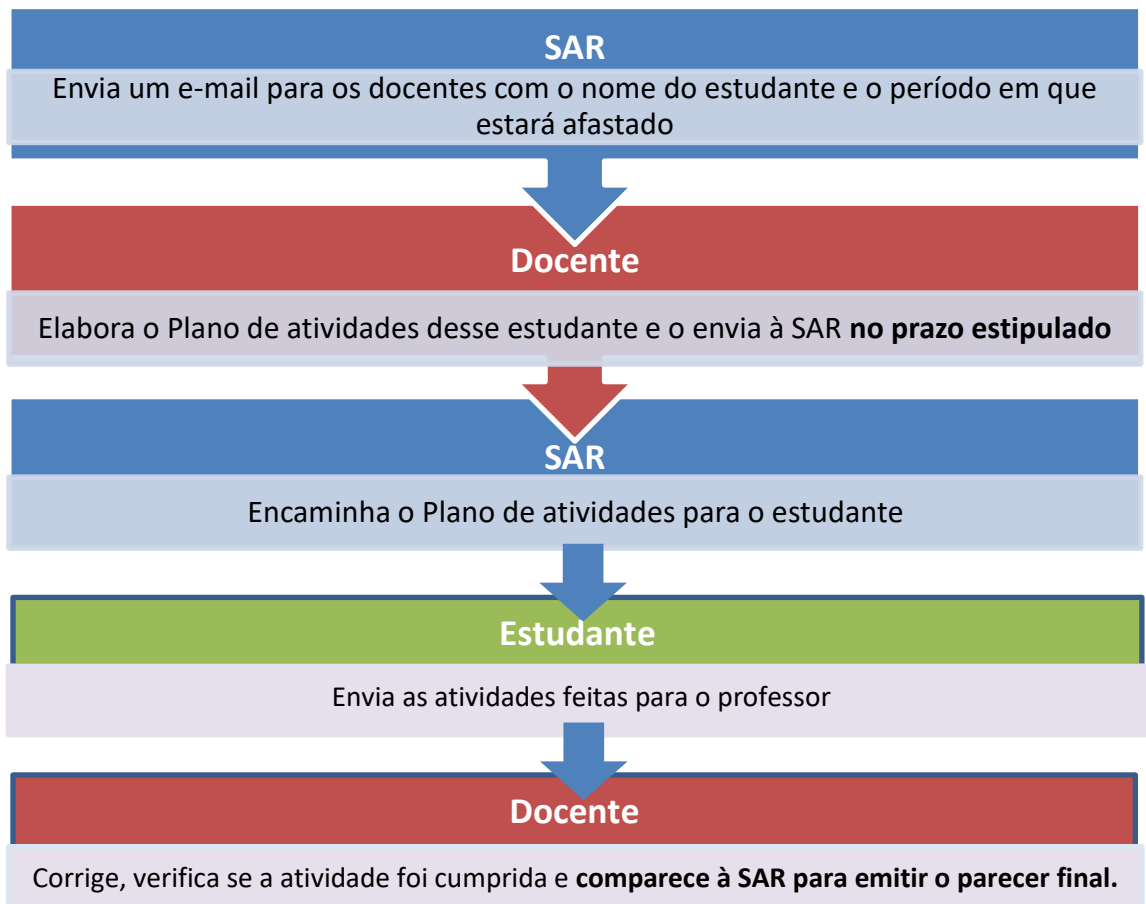 SAR
Envia um e-mail para os docentes com o nome do estudante e o período em que
estará afastado
Docente
Elabora o Plano de atividades desse estudante e o envia à SAR no prazo estipulado
SAR
Encaminha o Plano de atividades para o estudante
Estudante
Envia as atividades feitas para o professor
Docente
Corrige, verifica se a atividade foi cumprida e comparece à SAR para emitir o parecer final.